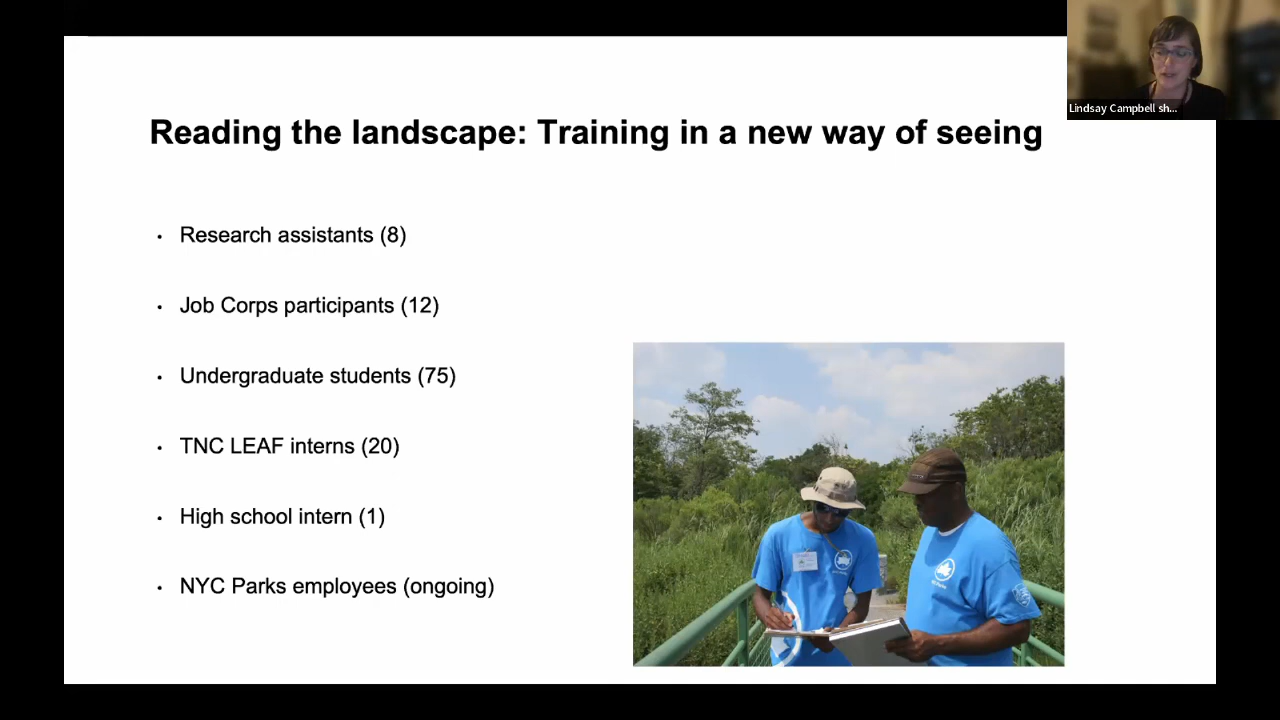 Lindsay Campbell sh...
Reading the landscape: Training in a new way of seeing
• Research assistants (8)
• Job Corps participants (12)
• Undergraduate students (75)
• TNC LEAF interns (20)
• High school intern (1)
• NYC Parks employees (ongoing)